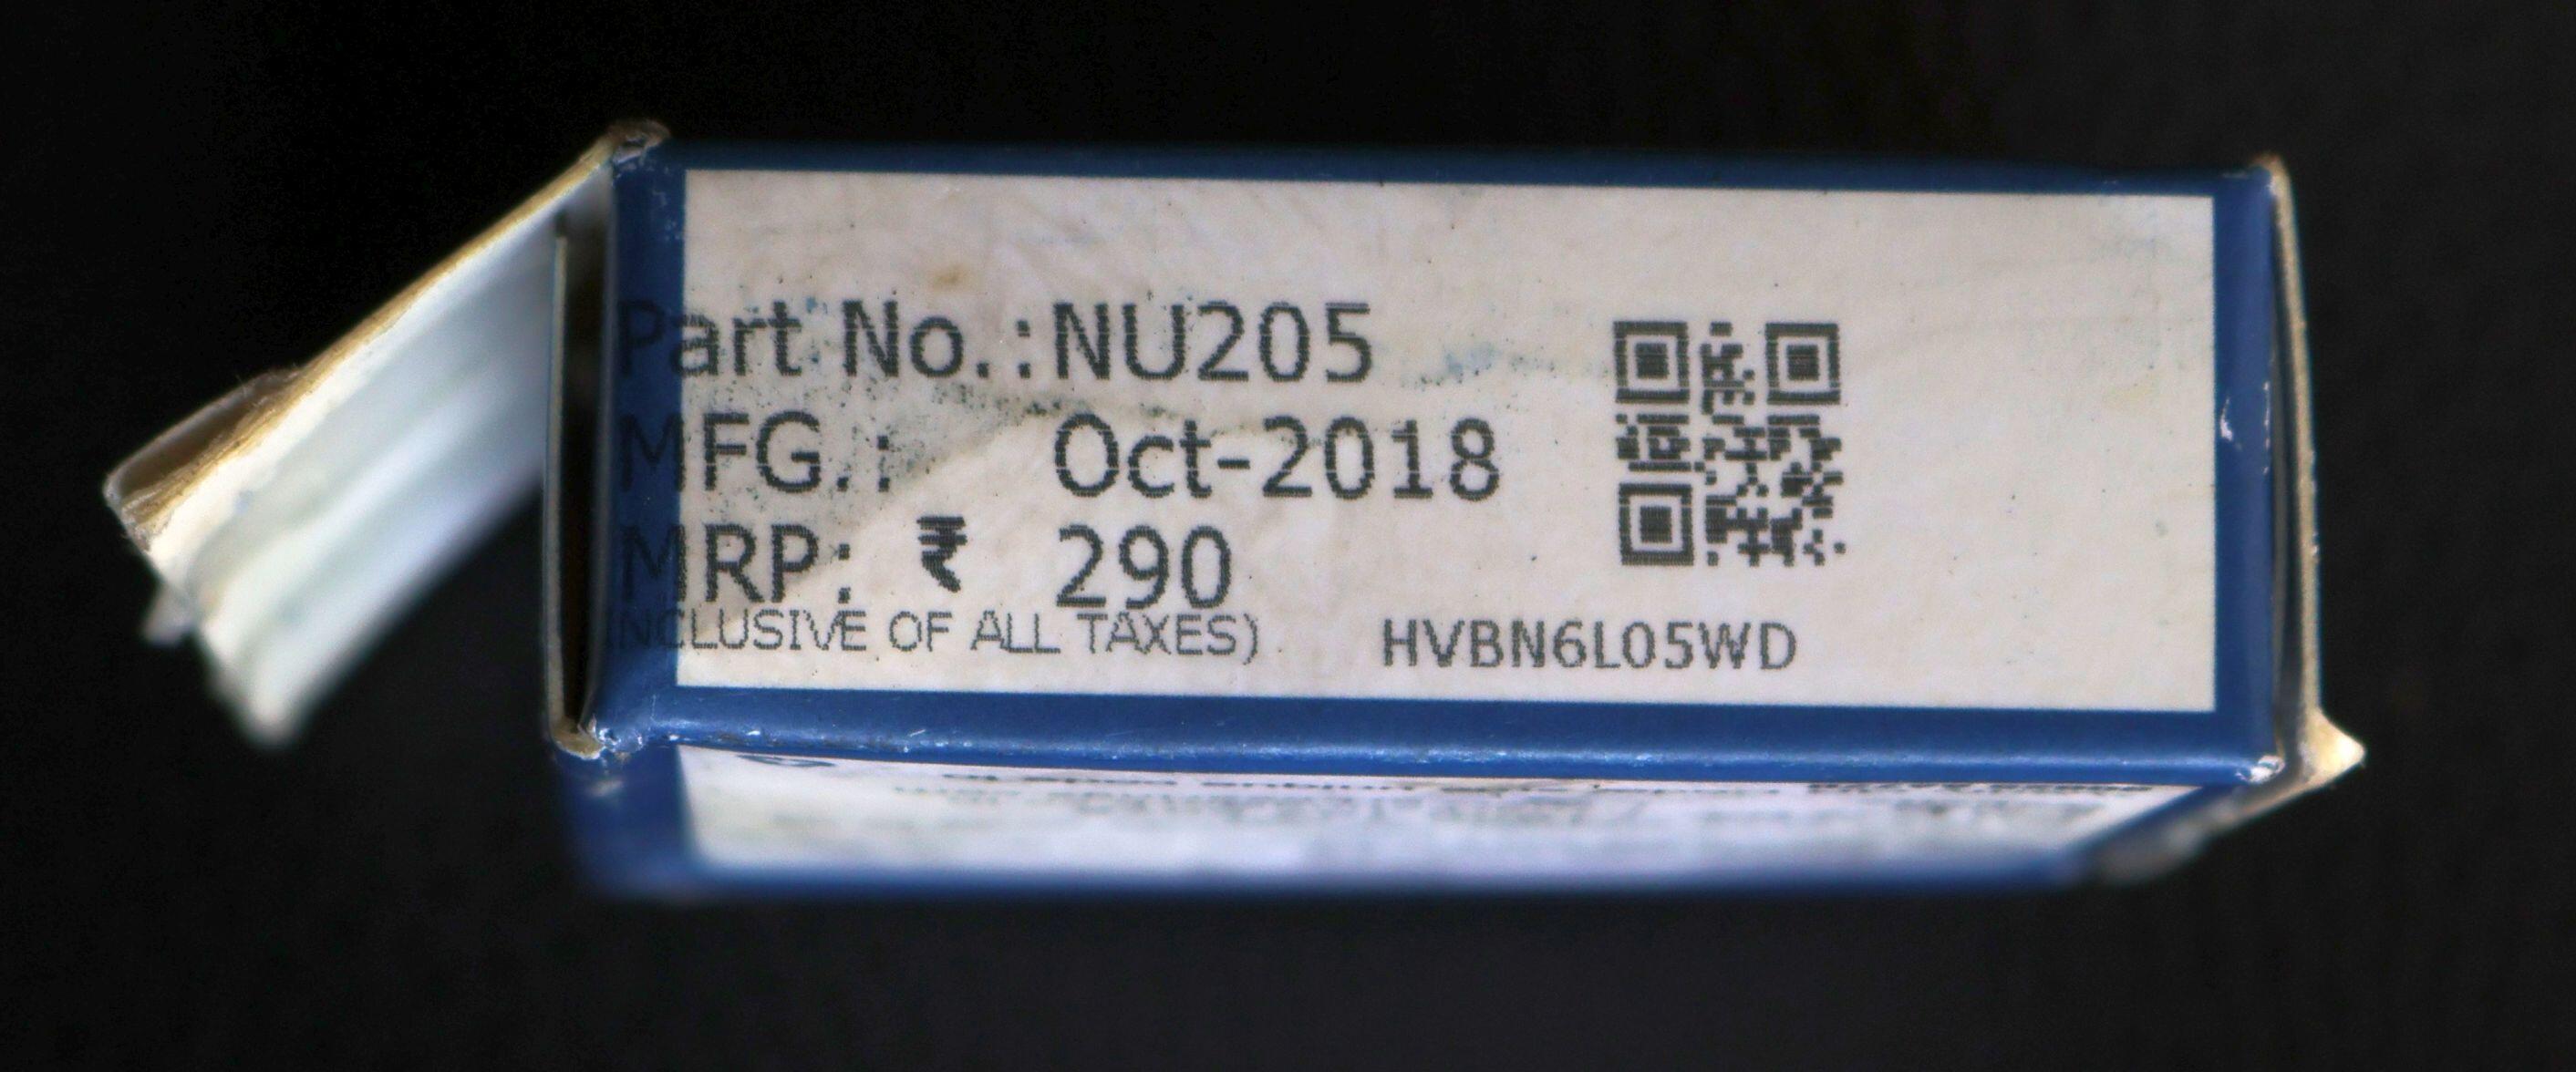 Part No.: NU205
MFG.: Oct-2018
MRP: ₹ 290
INCLUSIVE OF ALL TAXES)
HVBN6L05WD